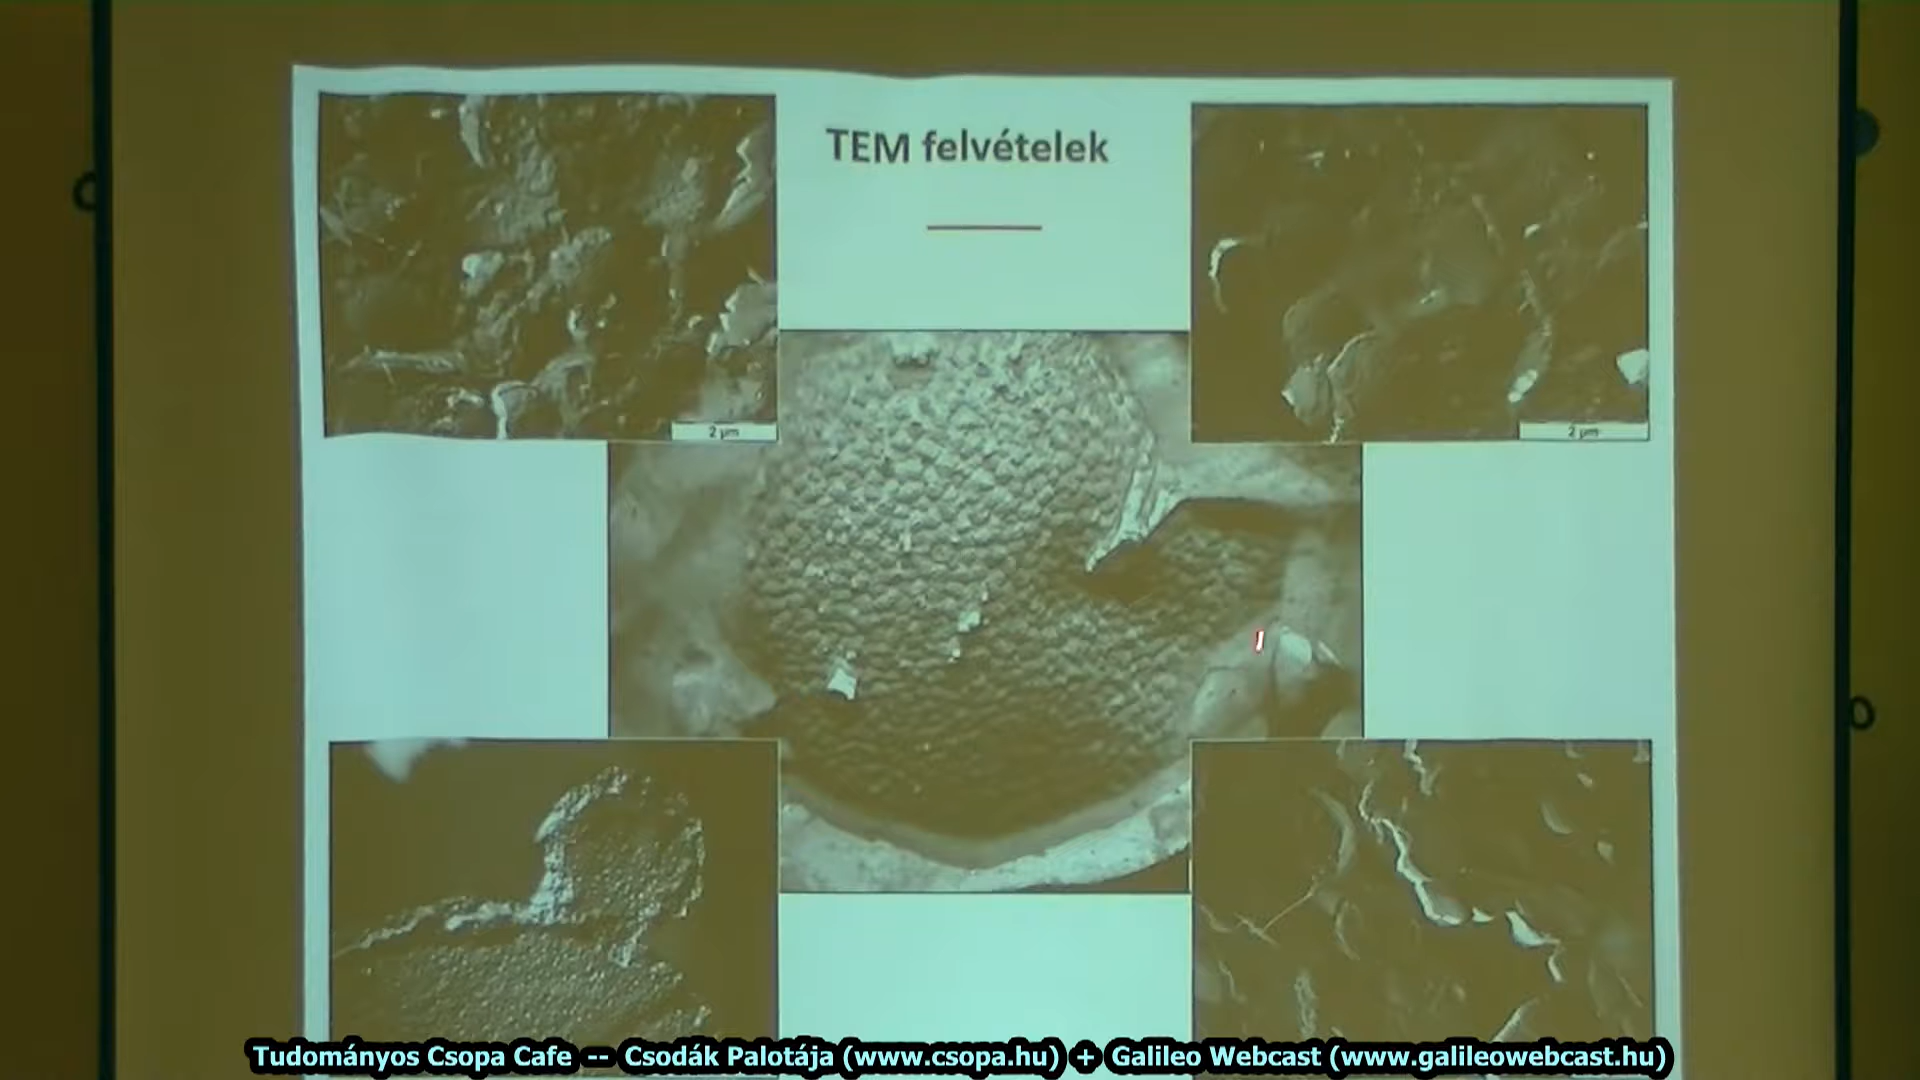 TEM felvételek
2 µm
2 µm
Tudományos Csopa Cafe -- Csodák Palotája (www.csopa.hu) + Galileo Webcast (www.galileowebcast.hu)